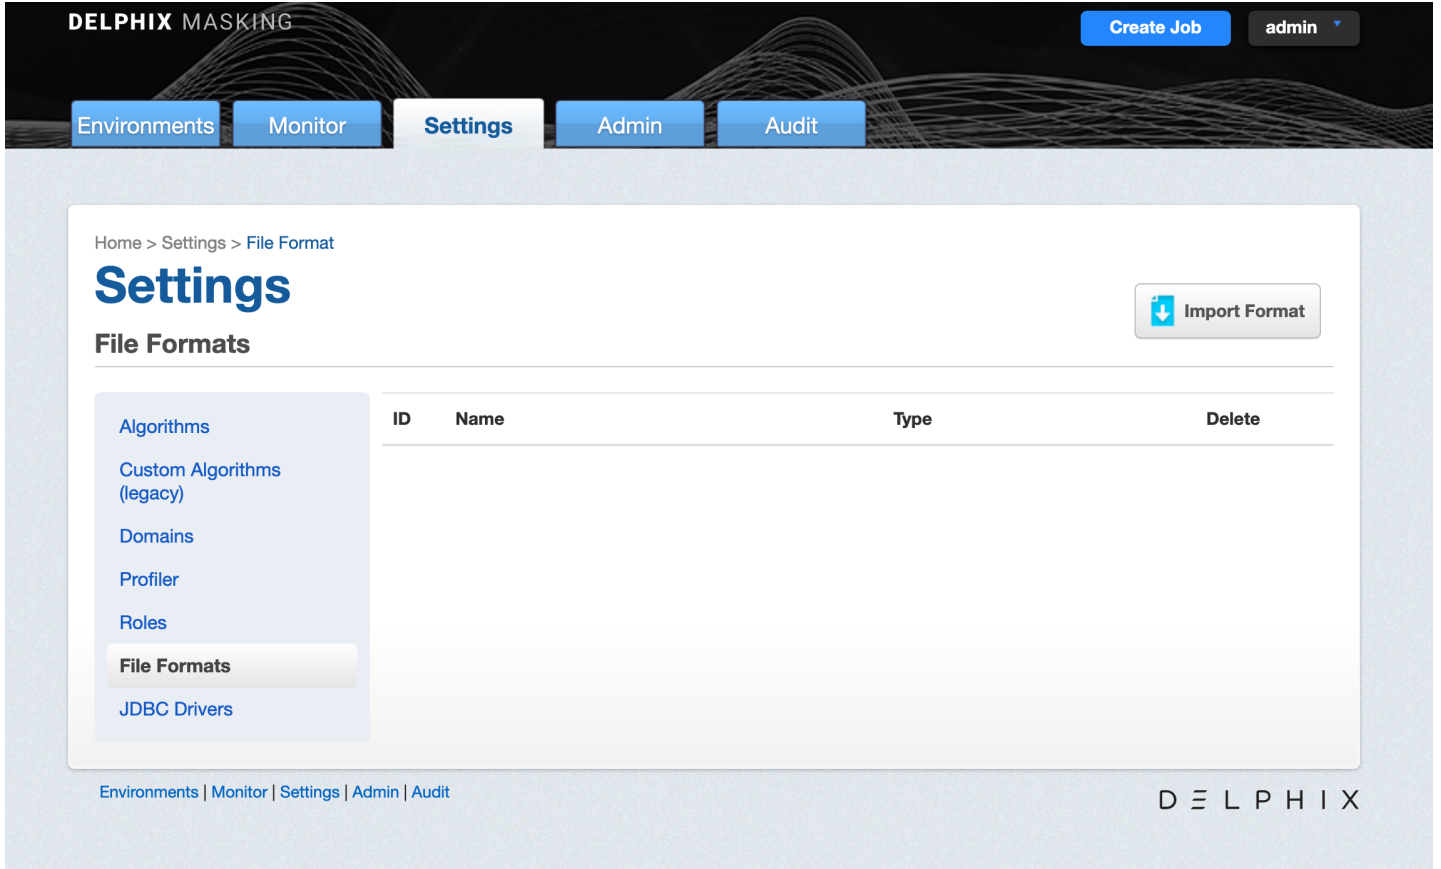 DELPHIX MASKING
Create Job
admin
Environments
Monitor
Settings
Admin
Audit
Home > Settings > File Format
Settings
Import Format
File Formats
Algorithms
Custom Algorithms
(legacy)
Domains
Profiler
Roles
File Formats
JDBC Drivers
ID Name Type Delete
Environments | Monitor | Settings | Admin | Audit
DELPHIX